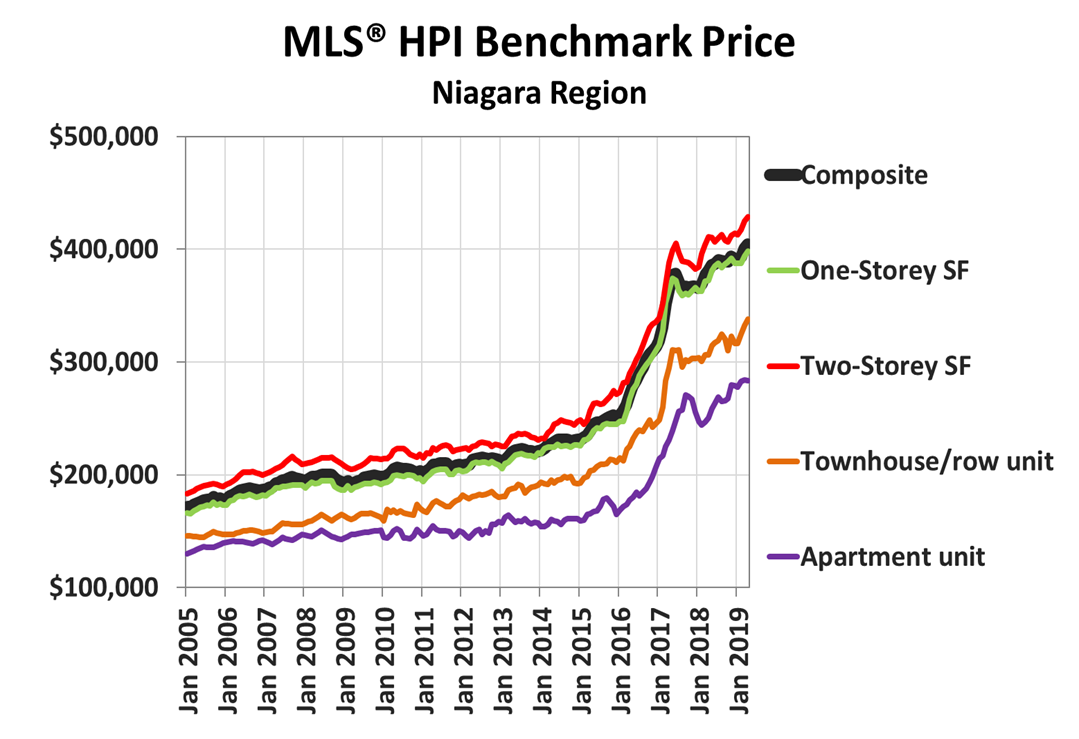 MLS® HPI Benchmark Price
Niagara Region
$500,000
$400,000
$300,000
$200,000
$100,000
Jan 2005
Jan 2006
Jan 2007
Jan 2008
Jan 2009
Jan 2010
Jan 2011
Jan 2012
Jan 2013
Jan 2014
Jan 2015
Jan 2016
Jan 2017
Jan 2018
Jan 2019
Composite
One-Storey SF
Two-Storey SF
Townhouse/row unit
Apartment unit